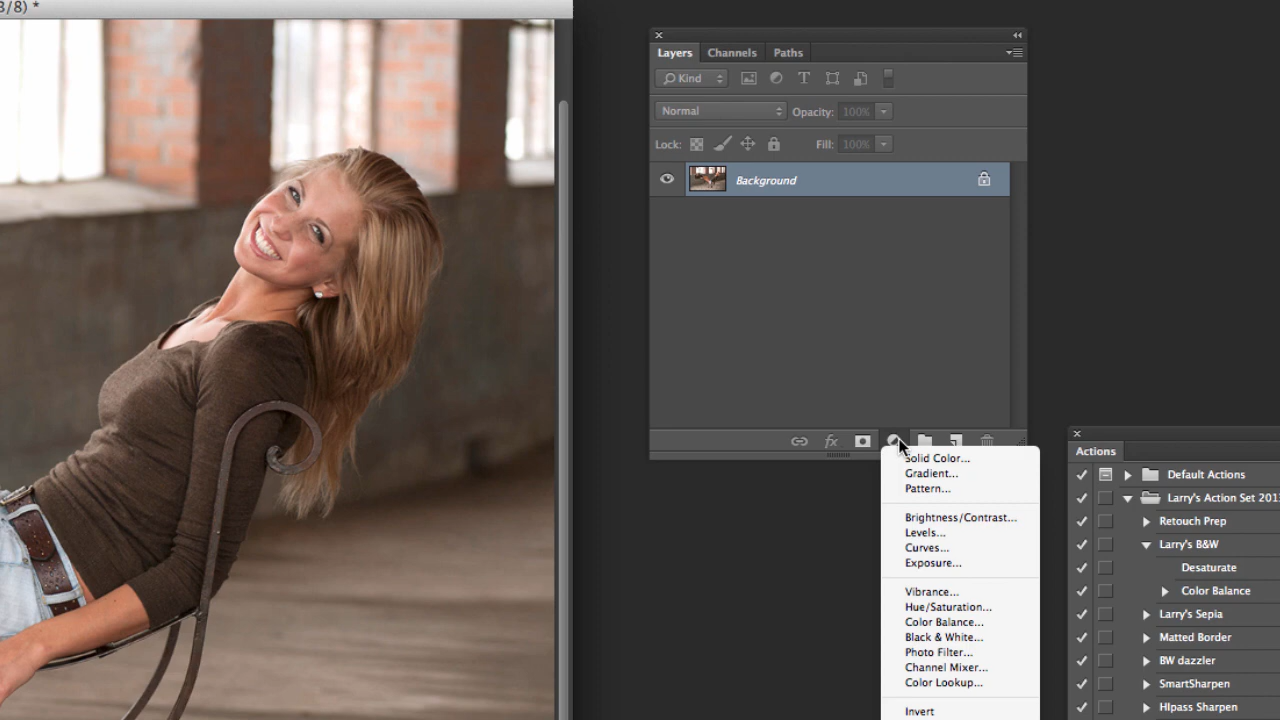 3/8) *
Layers Channels Paths
Kind
Normal Opacity: 100%
Lock: Fill: 100%
Background
fx
Solid Color...
Gradient...
Pattern...
Brightness/Contrast...
Levels...
Curves...
Exposure...
Vibrance...
Hue/Saturation...
Color Balance...
Black & White...
Photo Filter...
Channel Mixer...
Color Lookup...
Invert
Actions
Default Actions
Larry's Action Set 201
Retouch Prep
Larry's B&W
Desaturate
Color Balance
Larry's Sepia
Matted Border
BW dazzler
SmartSharpen
HIpass Sharpen